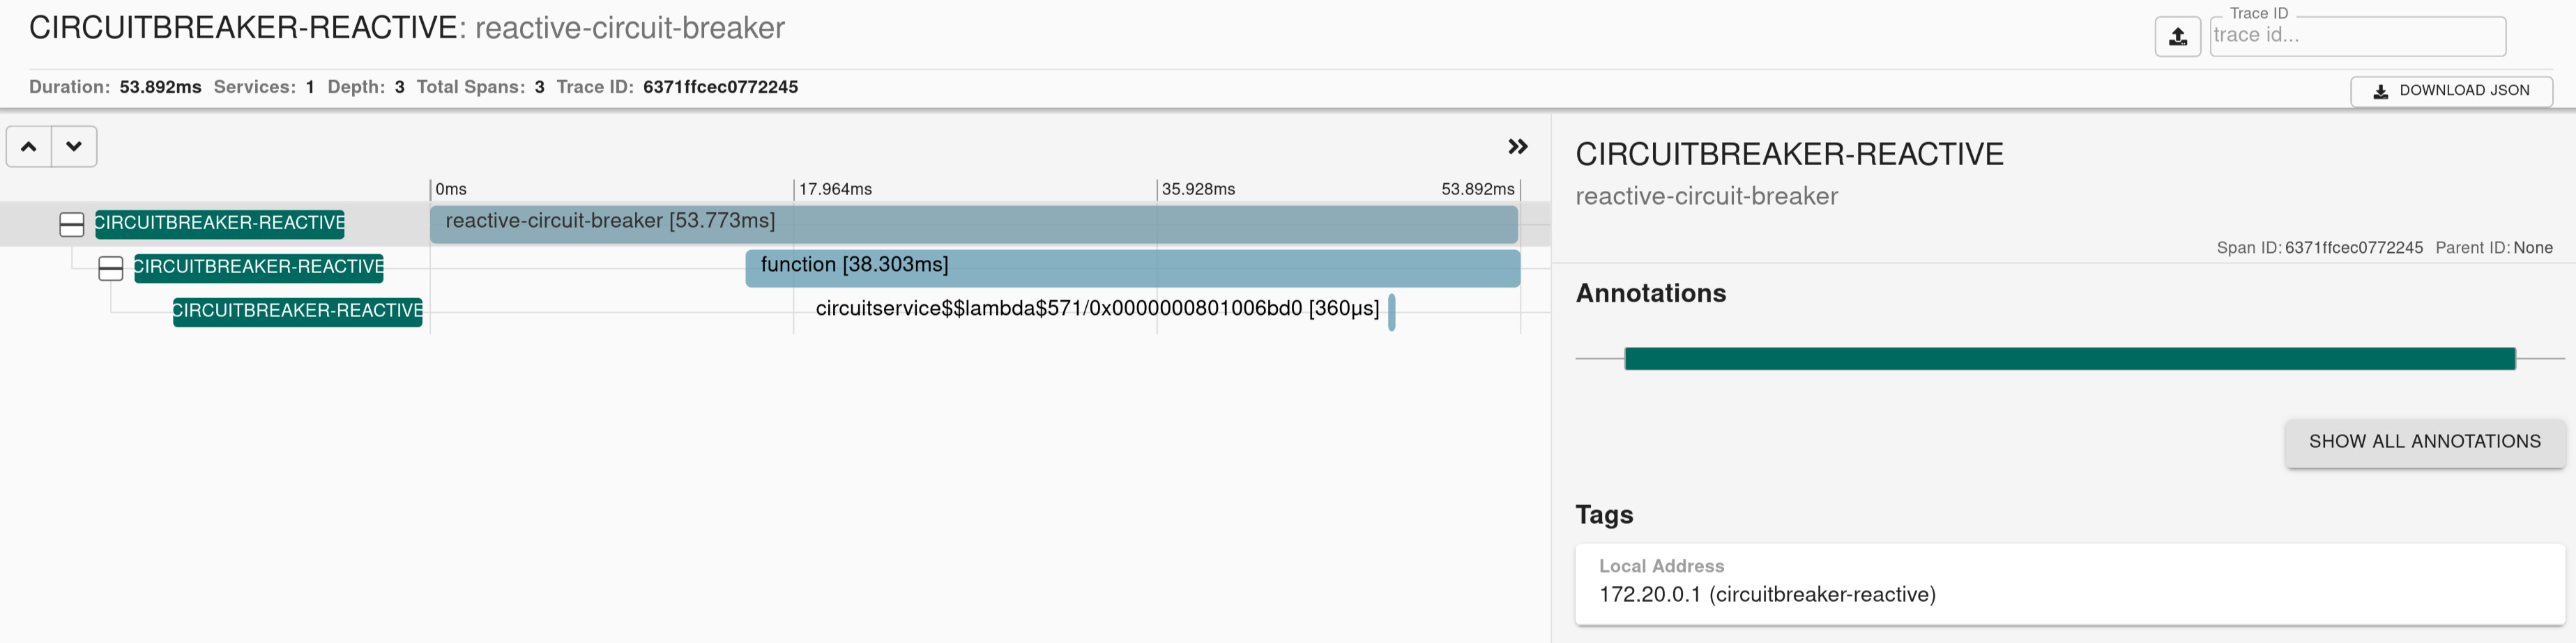 CIRCUITBREAKER-REACTIVE: reactive-circuit-breaker
Trace ID
trace id...
Duration: 53.892ms Services: 1 Depth: 3 Total Spans: 3 Trace ID: 6371ffcec0772245
DOWNLOAD JSON
0ms 17.964ms 35.928ms 53.892ms
CIRCUITBREAKER-REACTIVE reactive-circuit-breaker [53.773ms]
CIRCUITBREAKER-REACTIVE function [38.303ms]
CIRCUITBREAKER-REACTIVE circuitservice$$lambda$571/0x0000000801006bd0 [360μs]
CIRCUITBREAKER-REACTIVE
reactive-circuit-breaker
Span ID: 6371ffcec0772245 Parent ID: None
Annotations
SHOW ALL ANNOTATIONS
Tags
Local Address
172.20.0.1 (circuitbreaker-reactive)